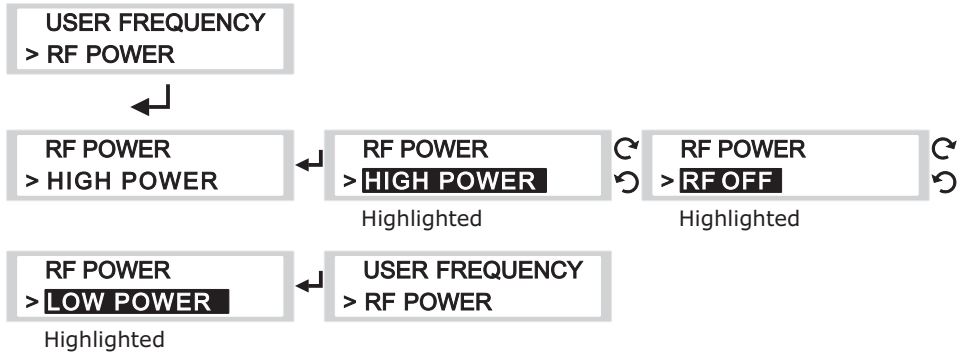 USER FREQUENCY
> RF POWER
RF POWER
> HIGH POWER
RF POWER
> HIGH POWER
Highlighted
RF POWER
> RF OFF
Highlighted
RF POWER
> LOW POWER
Highlighted
USER FREQUENCY
> RF POWER